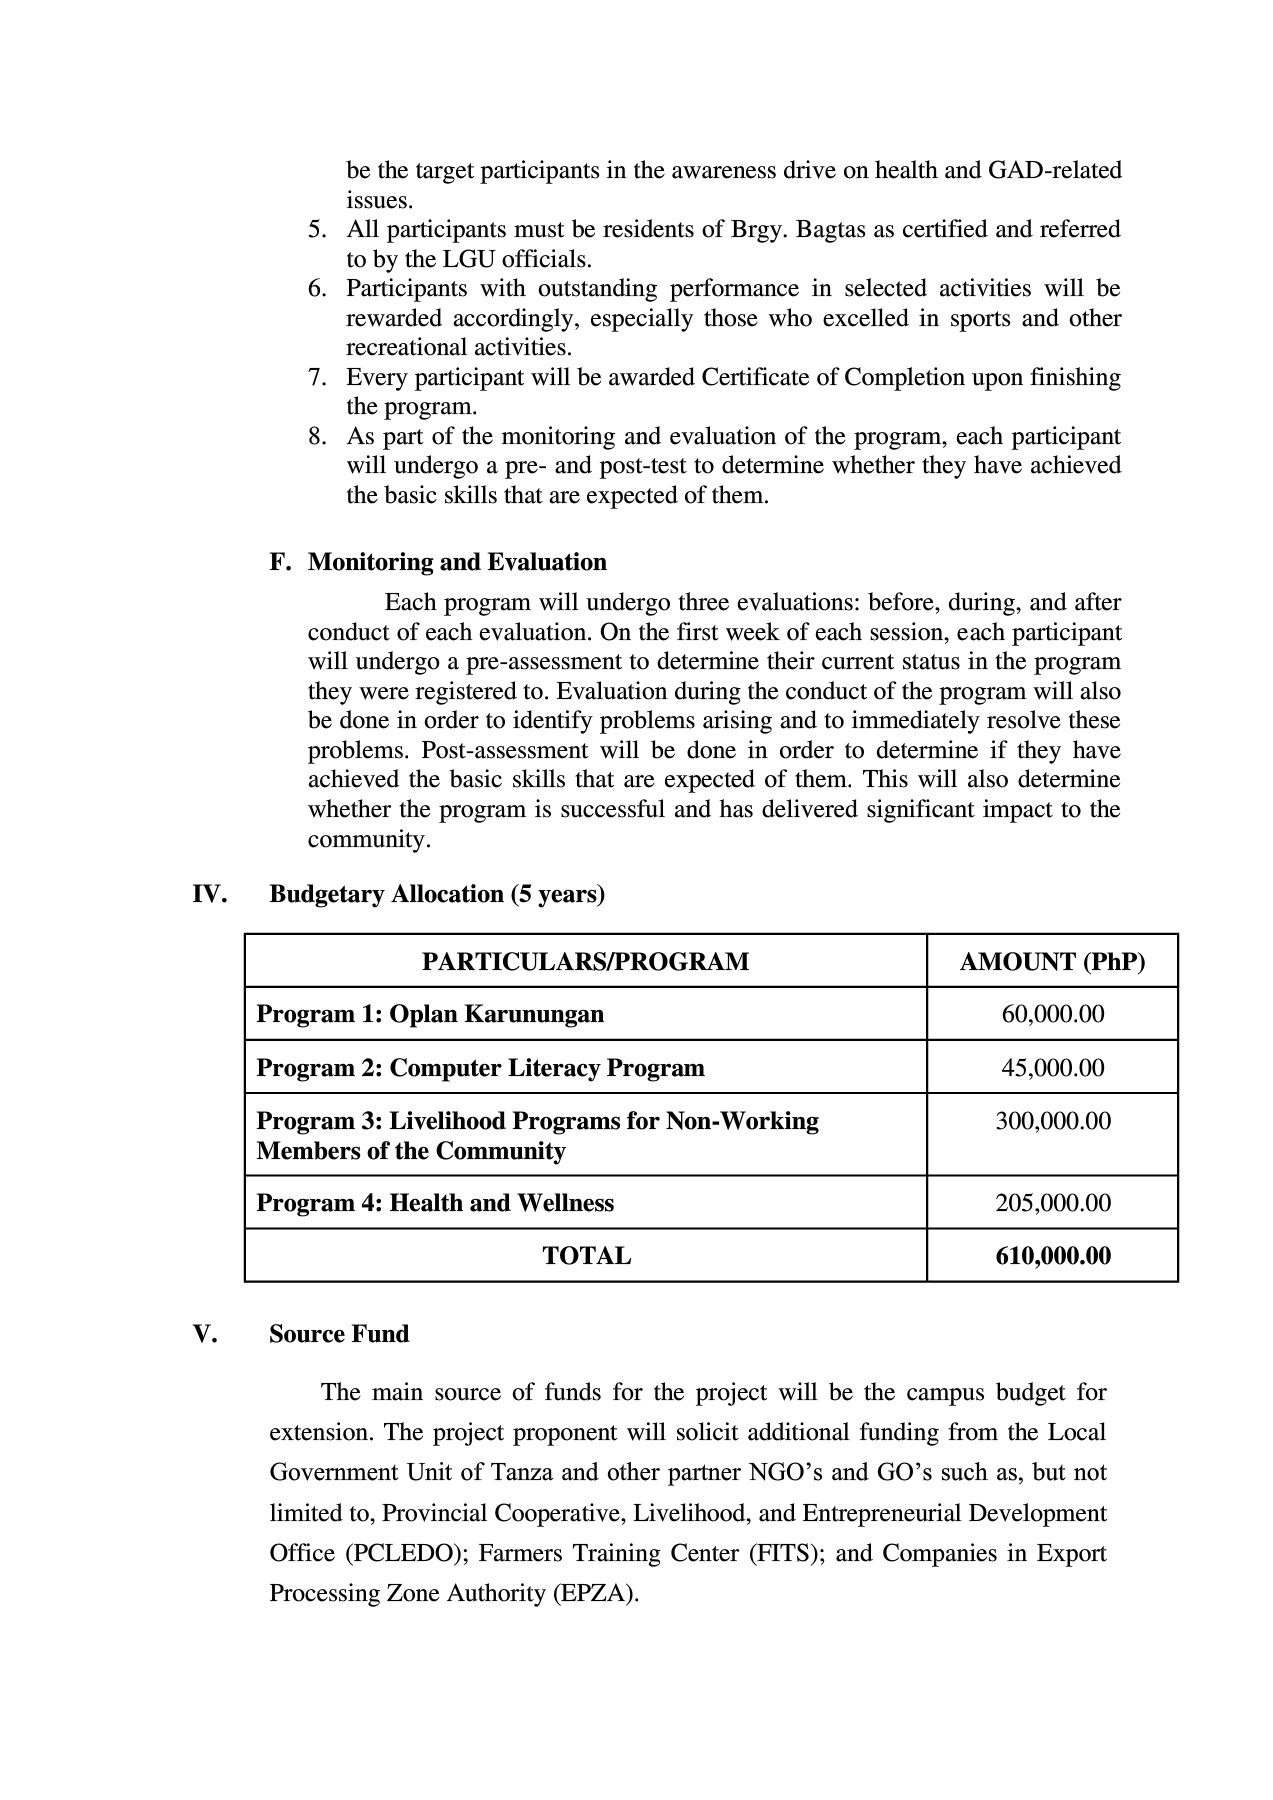 be the target participants in the awareness drive on health and GAD-related
issues.
5. All participants must be residents of Brgy. Bagtas as certified and referred
to by the LGU officials.
6. Participants with outstanding performance in selected activities will be
rewarded accordingly, especially those who excelled in sports and other
recreational activities.
7. Every participant will be awarded Certificate of Completion upon finishing
the program.
8. As part of the monitoring and evaluation of the program, each participant
will undergo a pre- and post-test to determine whether they have achieved
the basic skills that are expected of them.
F. Monitoring and Evaluation
Each program will undergo three evaluations: before, during, and after
conduct of each evaluation. On the first week of each session, each participant
will undergo a pre-assessment to determine their current status in the program
they were registered to. Evaluation during the conduct of the program will also
be done in order to identify problems arising and to immediately resolve these
problems. Post-assessment will be done in order to determine if they have
achieved the basic skills that are expected of them. This will also determine
whether the program is successful and has delivered significant impact to the
community.
IV. Budgetary Allocation (5 years)
PARTICULARS/PROGRAM AMOUNT (PhP)
Program 1: Oplan Karunungan 60,000.00
Program 2: Computer Literacy Program 45,000.00
Program 3: Livelihood Programs for Non-Working 300,000.00
Members of the Community
Program 4: Health and Wellness 205,000.00
TOTAL 610,000.00
V. Source Fund
The main source of funds for the project will be the campus budget for
extension. The project proponent will solicit additional funding from the Local
Government Unit of Tanza and other partner NGO’s and GO’s such as, but not
limited to, Provincial Cooperative, Livelihood, and Entrepreneurial Development
Office (PCLEDO); Farmers Training Center (FITS); and Companies in Export
Processing Zone Authority (EPZA).